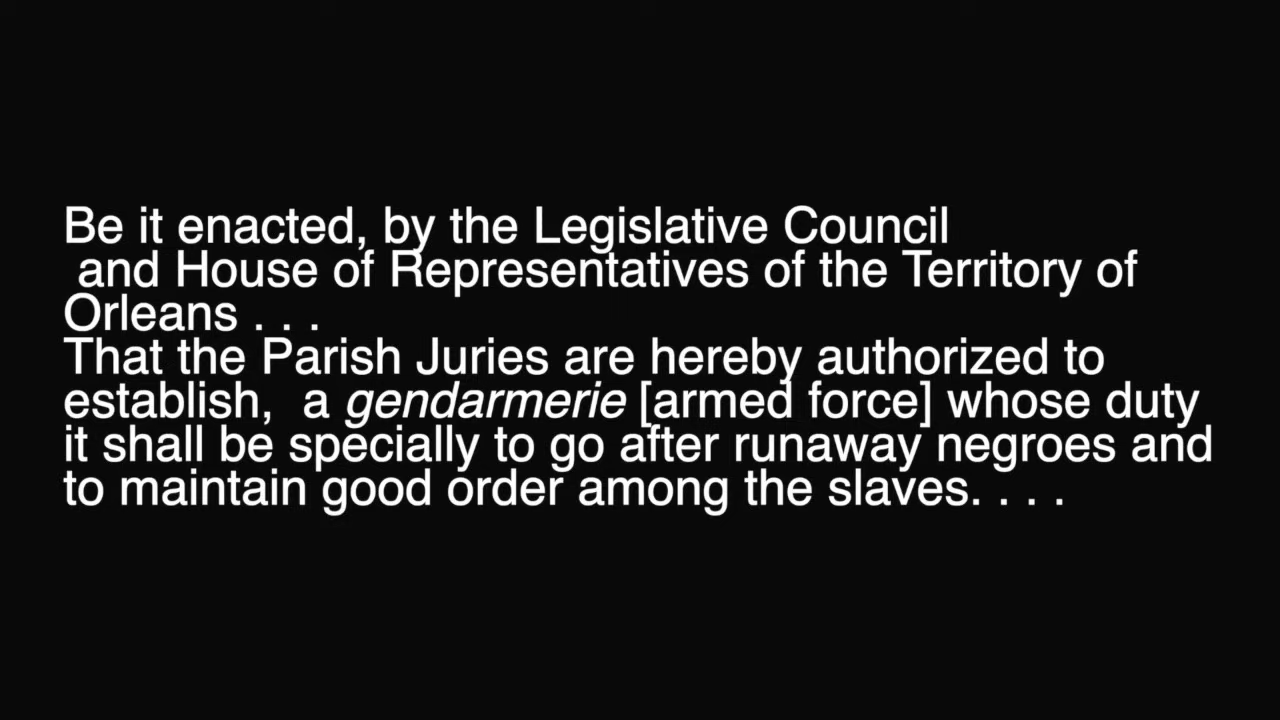 Be it enacted, by the Legislative Council
and House of Representatives of the Territory of
Orleans . . .
That the Parish Juries are hereby authorized to
establish,  a gendarmerie [armed force] whose duty
it shall be specially to go after runaway negroes and
to maintain good order among the slaves. . . .